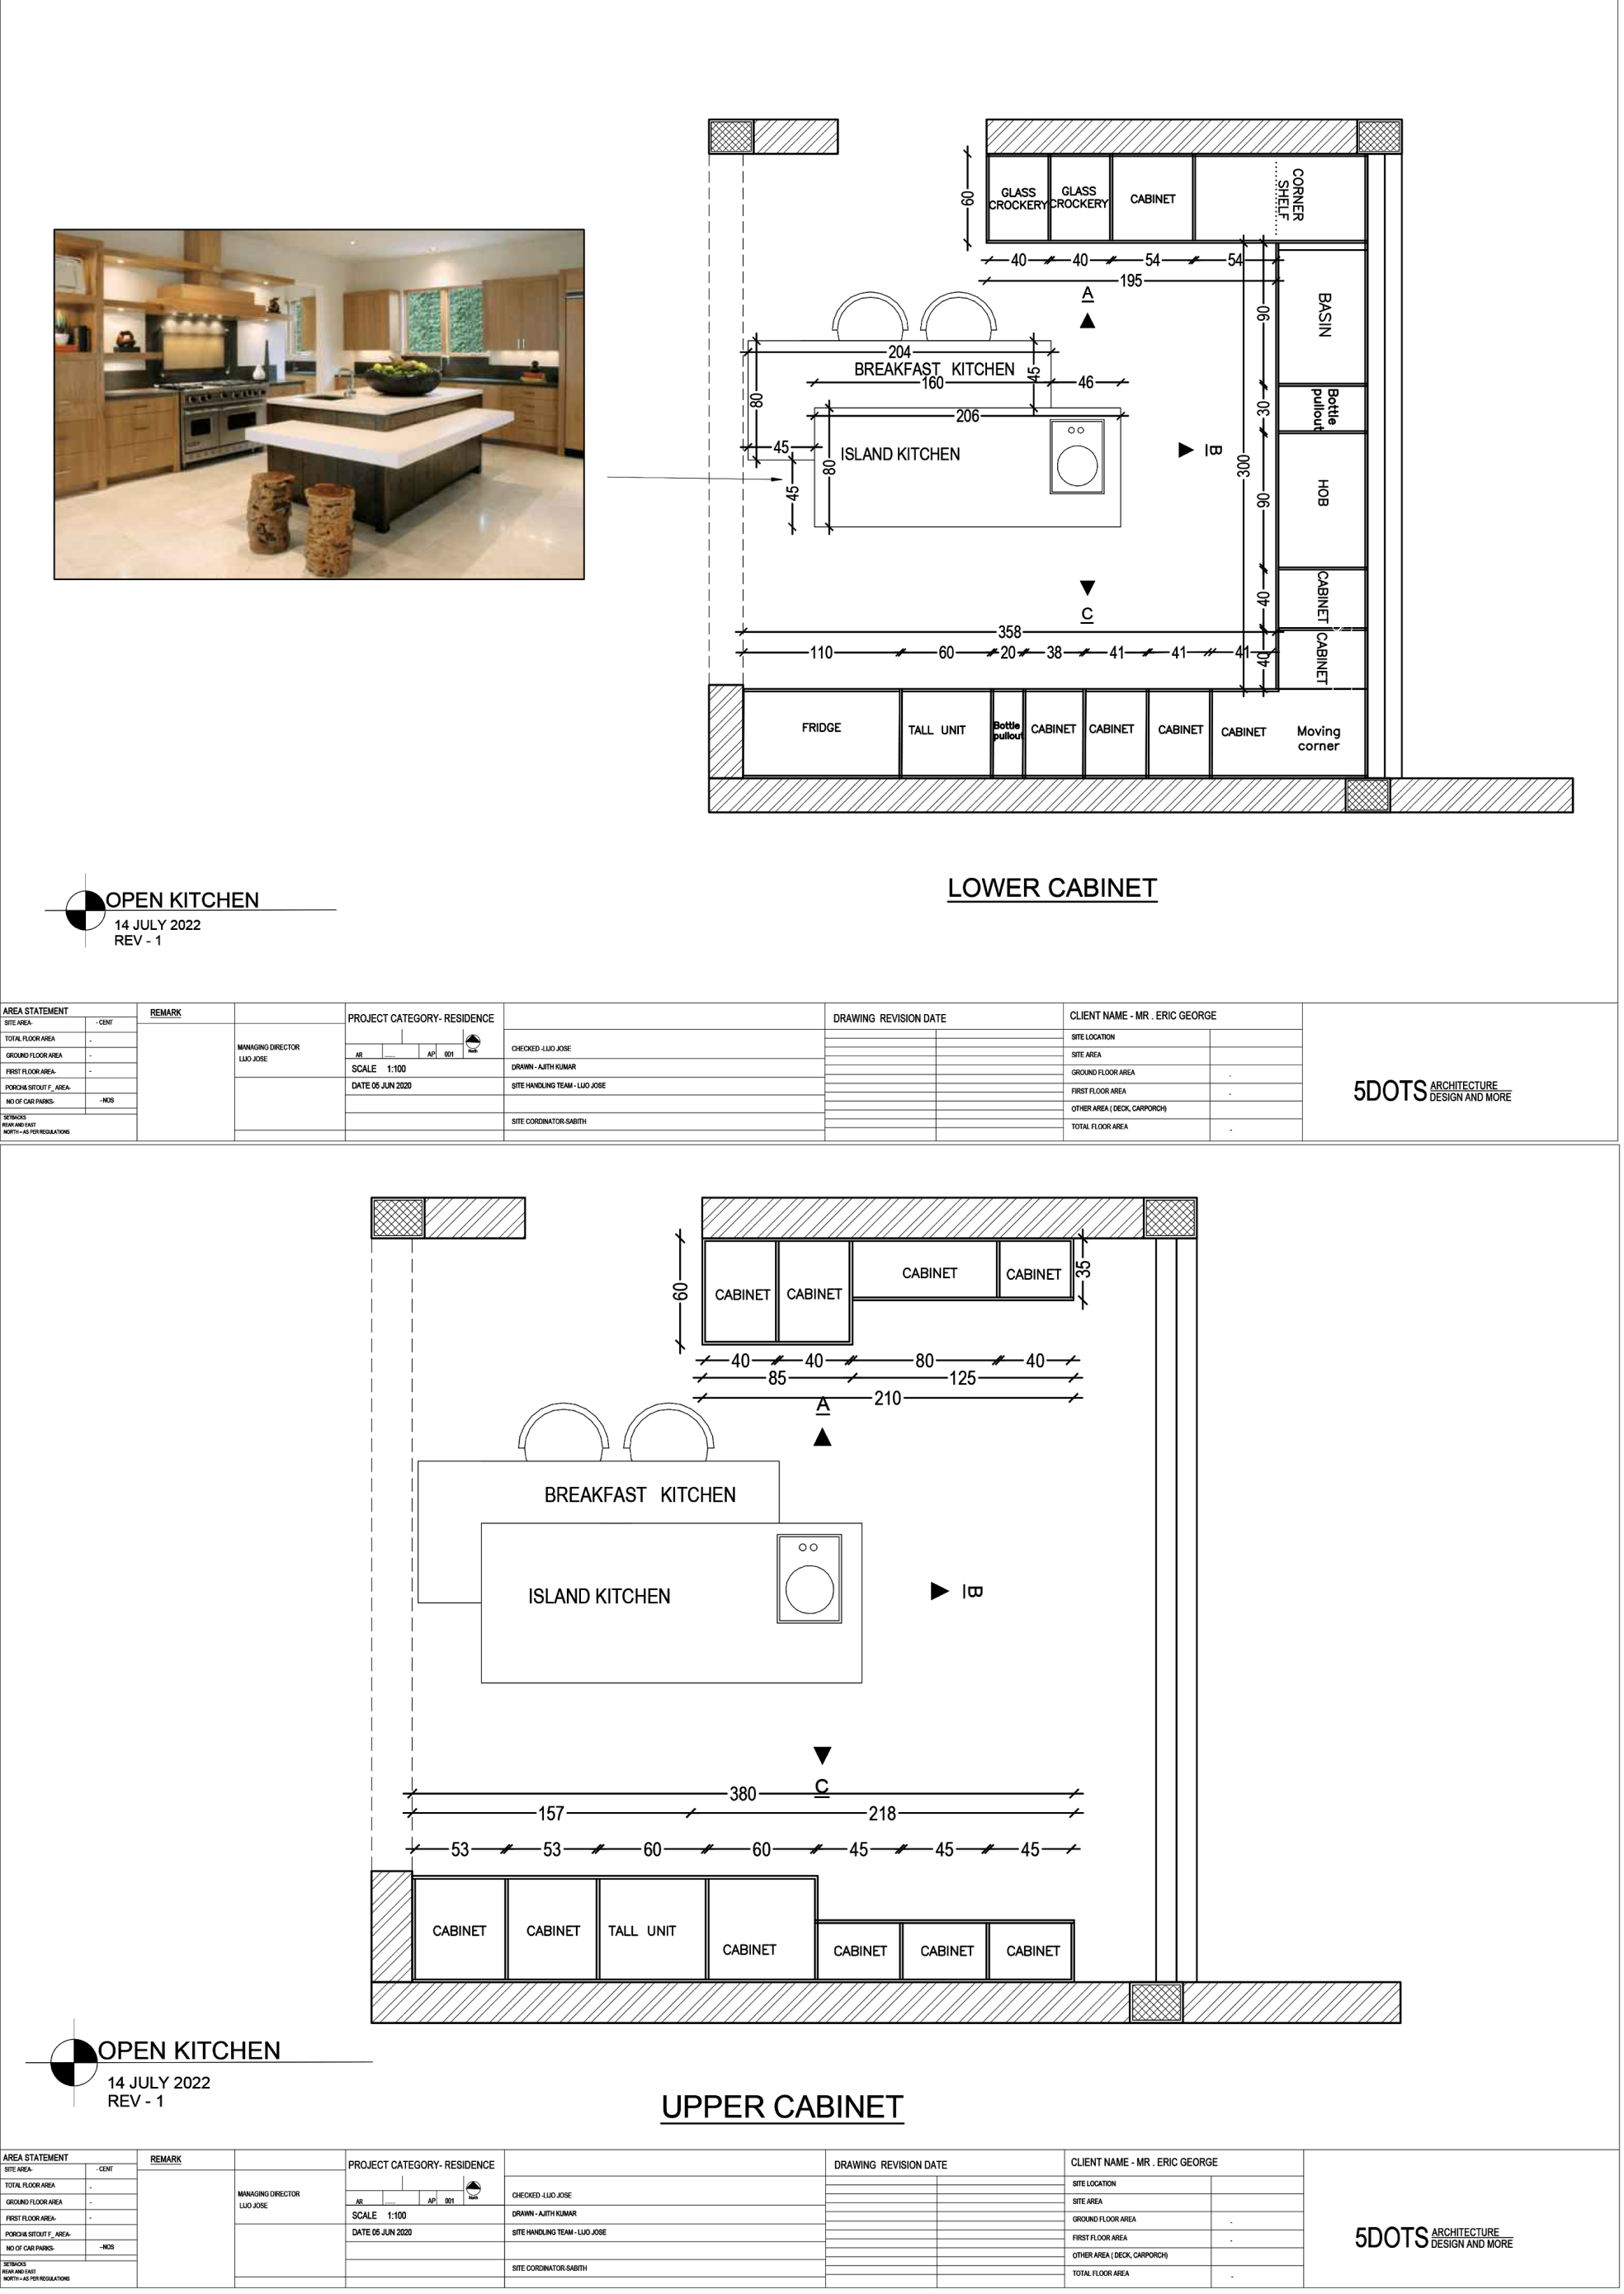 GLASS
CROCKERY
GLASS
CROCKERY
CABINET
CORNER
SHELF
60
40
40
54
54
195
A
204
BREAKFAST KITCHEN
160
45
46
80
206
45
ISLAND KITCHEN
80
45
B
300
90
30
90
40
40
BASIN
Bottle
pullout
HOB
CABINET
CABINET
C
358
110
60
20
38
41
41
41
FRIDGE
TALL UNIT
Bottle
pullout
CABINET
CABINET
CABINET
CABINET
Moving
corner
LOWER CABINET
OPEN KITCHEN
14 JULY 2022
REV - 1
AREA STATEMENT
SITE AREA-
- CENT
TOTAL FLOOR AREA
-
GROUND FLOOR AREA
-
FIRST FLOOR AREA-
-
PORCH& SITOUT F_ AREA-
NO OF CAR PARKS-
-NOS
SETBACKS
REAR AND EAST
NORTH - AS PER REGULATIONS
REMARK
MANAGING DIRECTOR
LIJO JOSE
PROJECT CATEGORY- RESIDENCE
AR
AP
001
North
SCALE 1:100
DATE 05 JUN 2020
CHECKED -LIJO JOSE
DRAWN - AJITH KUMAR
SITE HANDLING TEAM - LIJO JOSE
SITE CORDINATOR-SABITH
DRAWING REVISION DATE
CLIENT NAME - MR . ERIC GEORGE
SITE LOCATION
SITE AREA
GROUND FLOOR AREA
-
FIRST FLOOR AREA
-
OTHER AREA ( DECK, CARPORCH)
TOTAL FLOOR AREA
-
5DOTS ARCHITECTURE
DESIGN AND MORE
60
CABINET
CABINET
CABINET
CABINET
35
40
40
80
40
85
125
210
A
BREAKFAST KITCHEN
ISLAND KITCHEN
B
C
380
157
218
53
53
60
60
45
45
45
CABINET
CABINET
TALL UNIT
CABINET
CABINET
CABINET
CABINET
OPEN KITCHEN
14 JULY 2022
REV - 1
UPPER CABINET
AREA STATEMENT
SITE AREA-
- CENT
TOTAL FLOOR AREA
-
GROUND FLOOR AREA
-
FIRST FLOOR AREA-
-
PORCH& SITOUT F_ AREA-
NO OF CAR PARKS-
-NOS
SETBACKS
REAR AND EAST
NORTH - AS PER REGULATIONS
REMARK
MANAGING DIRECTOR
LIJO JOSE
PROJECT CATEGORY- RESIDENCE
AR
AP
001
North
SCALE 1:100
DATE 05 JUN 2020
CHECKED -LIJO JOSE
DRAWN - AJITH KUMAR
SITE HANDLING TEAM - LIJO JOSE
SITE CORDINATOR-SABITH
DRAWING REVISION DATE
CLIENT NAME - MR . ERIC GEORGE
SITE LOCATION
SITE AREA
GROUND FLOOR AREA
-
FIRST FLOOR AREA
-
OTHER AREA ( DECK, CARPORCH)
TOTAL FLOOR AREA
-
5DOTS ARCHITECTURE
DESIGN AND MORE